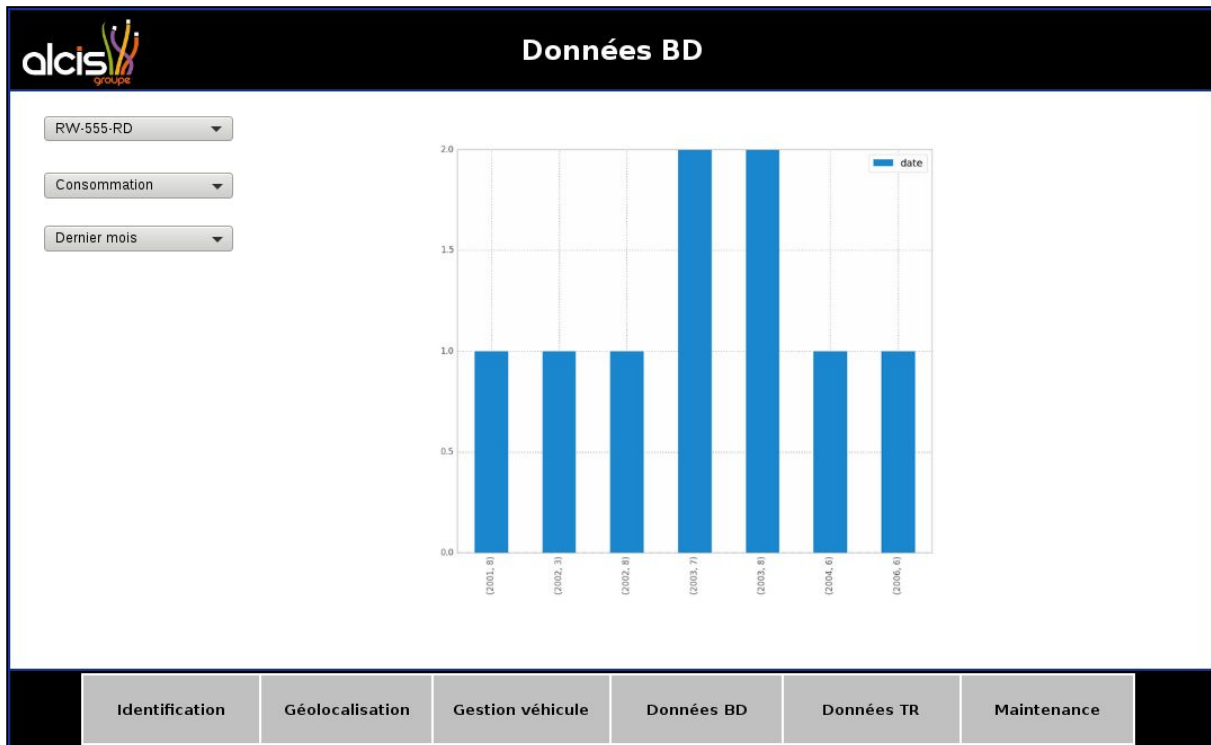 alcis
groupe
Données BD
RW-555-RD
Consommation
Dernier mois
date
2.0
1.5
1.0
0.5
0.0
(2001, 8)
(2002, 3)
(2002, 8)
(2003, 7)
(2003, 8)
(2004, 6)
(2006, 6)
Identification
Géolocalisation
Gestion véhicule
Données BD
Données TR
Maintenance